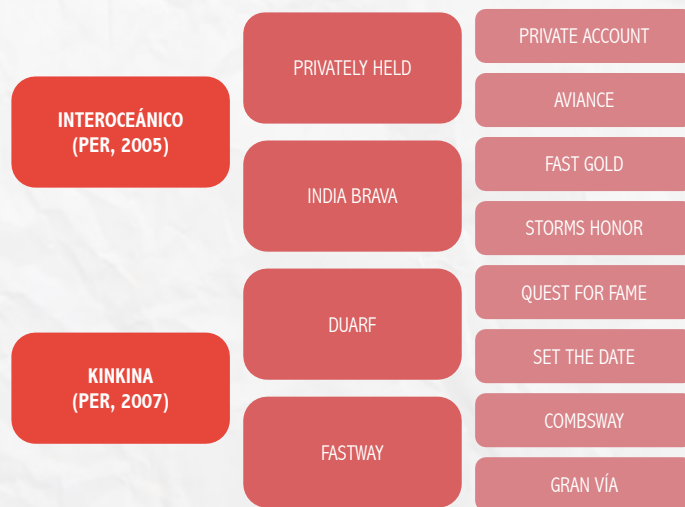 INTEROCEÁNICO
(PER, 2005)
KINKINA
(PER, 2007)
PRIVATELY HELD
INDIA BRAVA
DUARF
FASTWAY
PRIVATE ACCOUNT
AVIANCE
FAST GOLD
STORMS HONOR
QUEST FOR FAME
SET THE DATE
COMBSWAY
GRAN VÍA